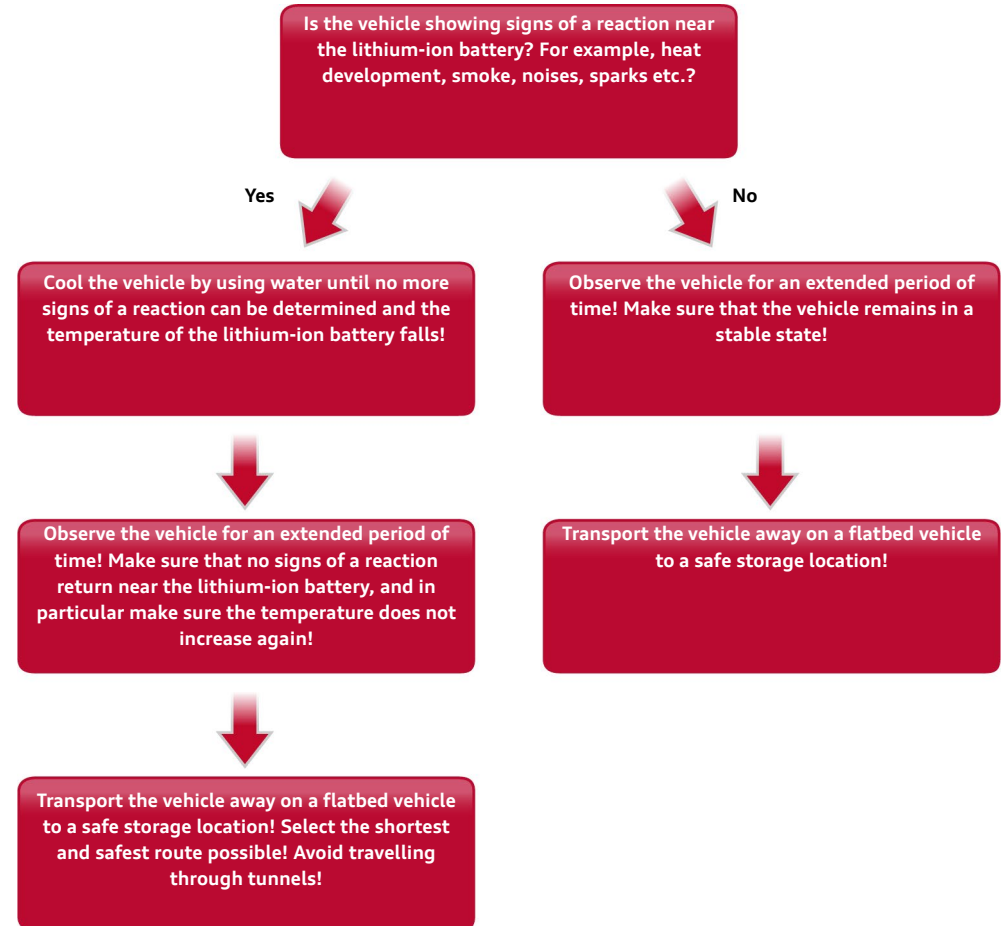 Is the vehicle showing signs of a reaction near
the lithium-ion battery? For example, heat
development, smoke, noises, sparks etc.?
Yes
No
Cool the vehicle by using water until no more
signs of a reaction can be determined and the
temperature of the lithium-ion battery falls!
Observe the vehicle for an extended period of
time! Make sure that the vehicle remains in a
stable state!
Observe the vehicle for an extended period of
time! Make sure that no signs of a reaction
return near the lithium-ion battery, and in
particular make sure the temperature does not
increase again!
Transport the vehicle away on a flatbed vehicle
to a safe storage location!
Transport the vehicle away on a flatbed vehicle
to a safe storage location! Select the shortest
and safest route possible! Avoid travelling
through tunnels!